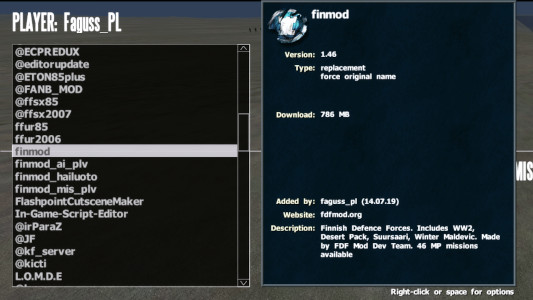 PLAYER: Faguss_PL
@ECPREDUX
@editorupdate
@ETON85plus
@FANB_MOD
@ffsx85
@ffsx2007
ffur85
ffur2006
finmod
finmod_ai_plv
finmod_hailuoto
finmod_mis_plv
FlashpointCutsceneMaker
In-Game-Script-Editor
@irParaZ
@JF
@kf_server
@kicti
L.O.M.D.E
finmod
Version: 1.46
Type: replacement
force original name
Download: 786 MB
Added by: faguss_pl (14.07.19)
Website: fdfmod.org
Description: Finnish Defence Forces. Includes WW2,
Desert Pack, Suursaari, Winter Maldevic. Made
by FDF Mod Dev Team. 46 MP missions
available
MIS
Right-click or space for options